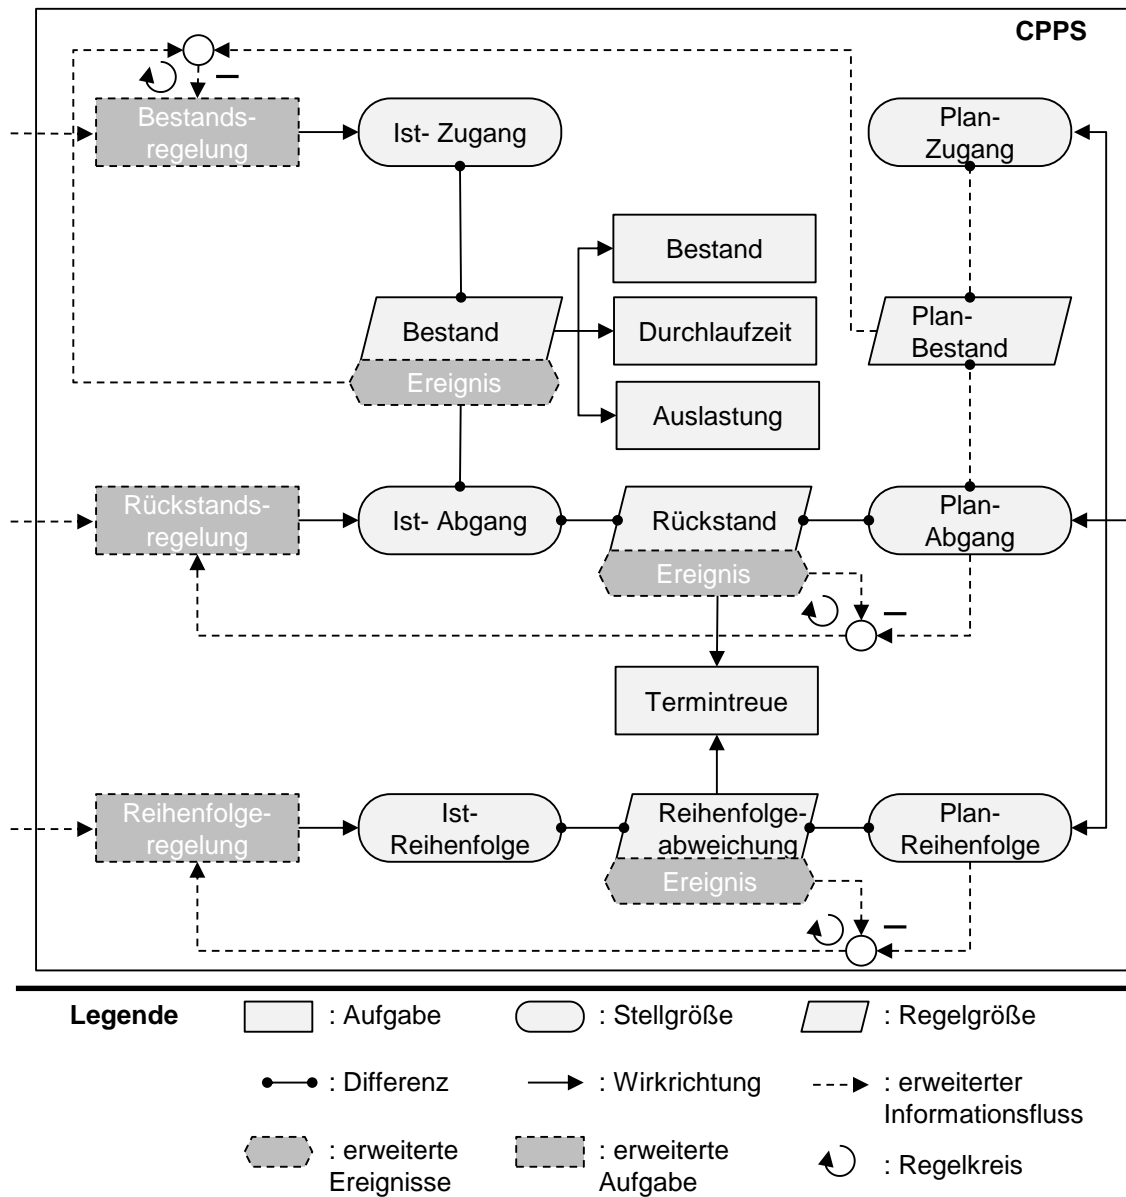 CPPS
Bestands-
regelung
Ist- Zugang
Plan-
Zugang
Bestand
Bestand
Ereignis
Durchlaufzeit
Plan-
Bestand
Auslastung
Rückstands-
regelung
Ist- Abgang
Rückstand
Ereignis
Plan-
Abgang
Termintreue
Reihenfolge-
regelung
Ist-
Reihenfolge
Reihenfolge-
abweichung
Ereignis
Plan-
Reihenfolge
Legende
: Aufgabe
: Stellgröße
: Regelgröße
: Differenz
: Wirkrichtung
: erweiterter
Informationsfluss
: erweiterte
Ereignisse
: erweiterte
Aufgabe
: Regelkreis